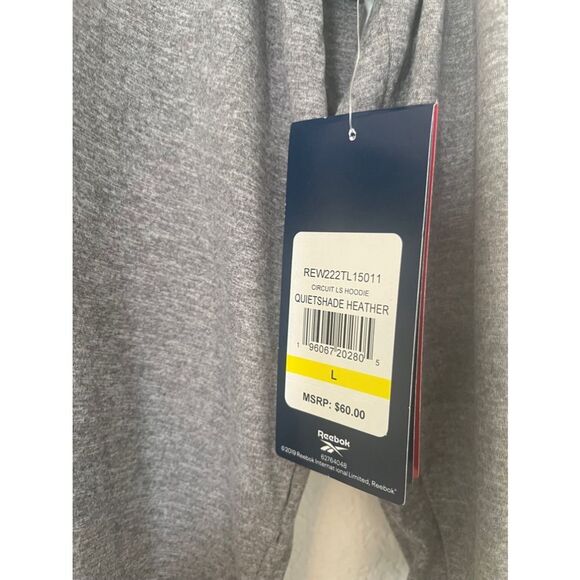 REW222TL15011
CIRCUIT LS HOODIE
QUIETSHADE HEATHER
1 96067 20280 5
L
MSRP: $60.00
Reebok
62764048
©2019 Reebok International Limited, Reebok®